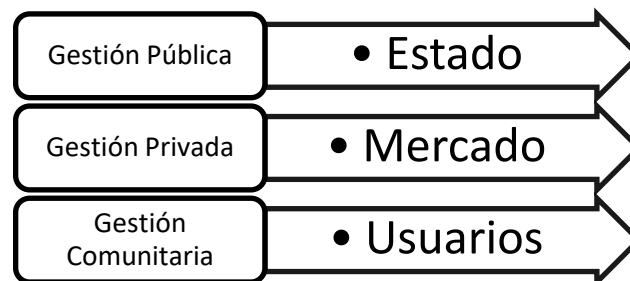 Gestión Pública
• Estado
Gestión Privada
• Mercado
Gestión
Comunitaria
• Usuarios